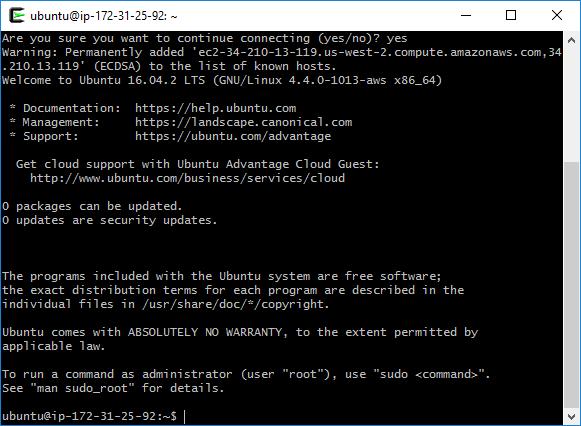 ubuntu@ip-172-31-25-92: ~
Are you sure you want to continue connecting (yes/no)? yes
Warning: Permanently added 'ec2-34-210-13-119.us-west-2.compute.amazonaws.com,34
.210.13.119' (ECDSA) to the list of known hosts.
Welcome to Ubuntu 16.04.2 LTS (GNU/Linux 4.4.0-1013-aws x86_64)
* Documentation:  https://help.ubuntu.com
* Management:     https://landscape.canonical.com
* Support:        https://ubuntu.com/advantage
Get cloud support with Ubuntu Advantage Cloud Guest:
http://www.ubuntu.com/business/services/cloud
0 packages can be updated.
0 updates are security updates.
The programs included with the Ubuntu system are free software;
the exact distribution terms for each program are described in the
individual files in /usr/share/doc/*/copyright.
Ubuntu comes with ABSOLUTELY NO WARRANTY, to the extent permitted by
applicable law.
To run a command as administrator (user "root"), use "sudo <command>".
See "man sudo_root" for details.
ubuntu@ip-172-31-25-92:~$